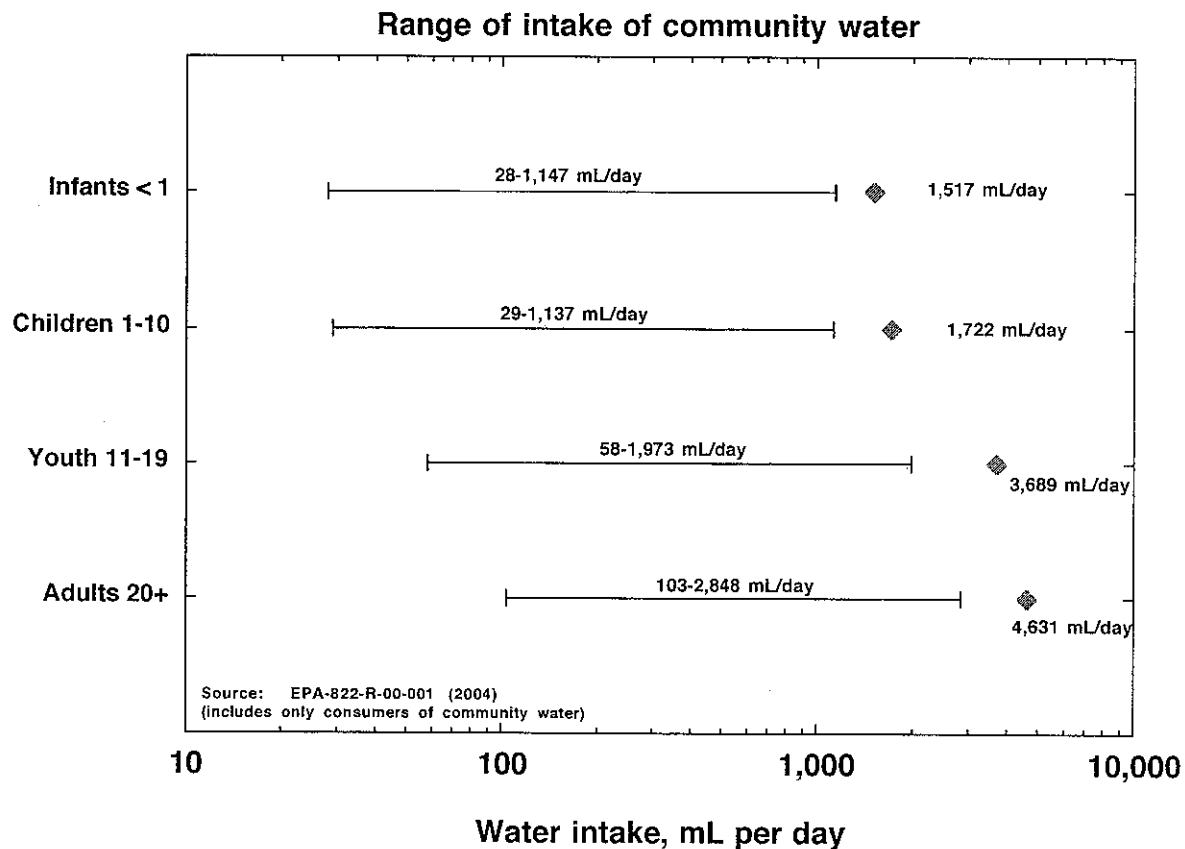 Range of intake of community water
Infants < 1
28-1,147 mL/day
1,517 mL/day
Children 1-10
29-1,137 mL/day
1,722 mL/day
Youth 11-19
58-1,973 mL/day
3,689 mL/day
Adults 20+
103-2,848 mL/day
4,631 mL/day
Source: EPA-822-R-00-001 (2004)
(includes only consumers of community water)
10 100 1,000 10,000
Water intake, mL per day